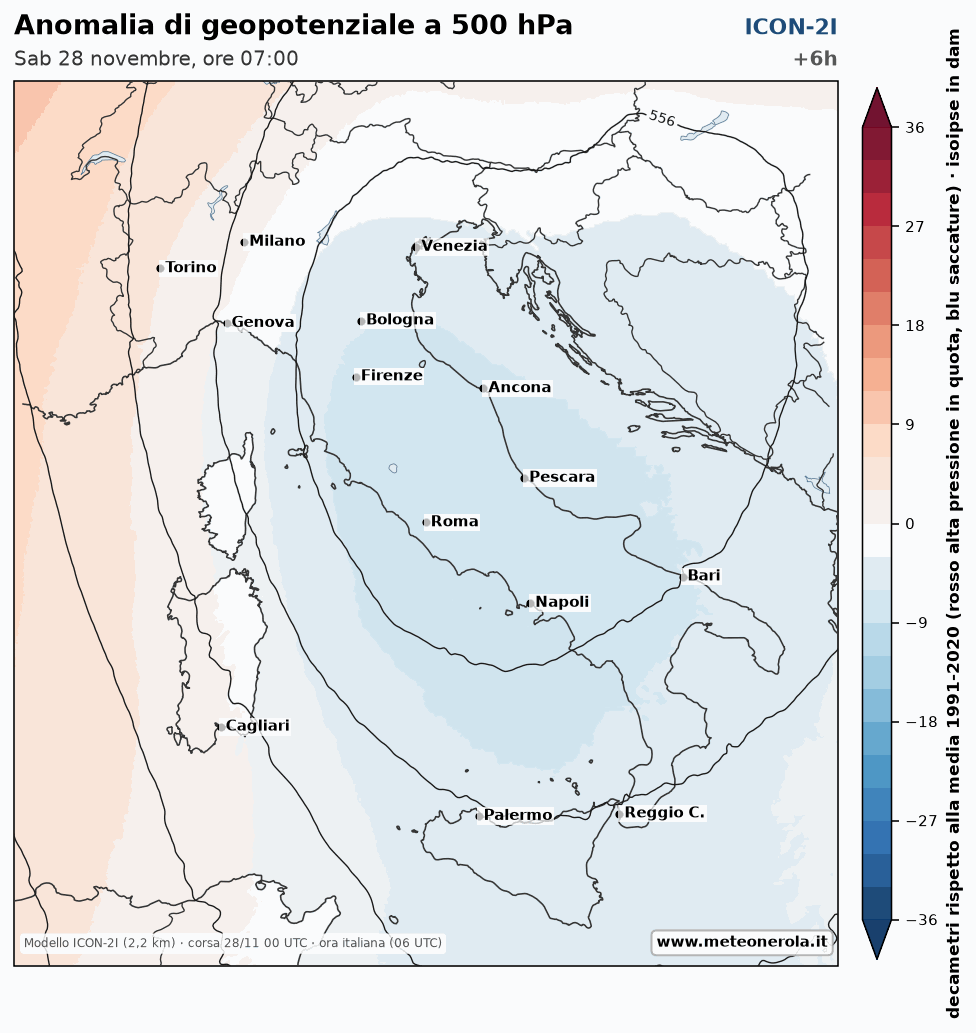 Anomalia di geopotenziale a 500 hPa
ICON-2I
Sab 28 novembre, ore 07:00
+6h
556
Milano
Venezia
Torino
Bologna
Genova
Firenze
Ancona
Pescara
Roma
Bari
Napoli
Cagliari
Palermo
Reggio C.
Modello ICON-2I (2,2 km) · corsa 28/11 00 UTC · ora italiana (06 UTC)
www.meteonerola.it
36
27
18
9
0
−9
−18
−27
−36
decametri rispetto alla media 1991-2020 (rosso alta pressione in quota, blu saccature) · isoipse in dam